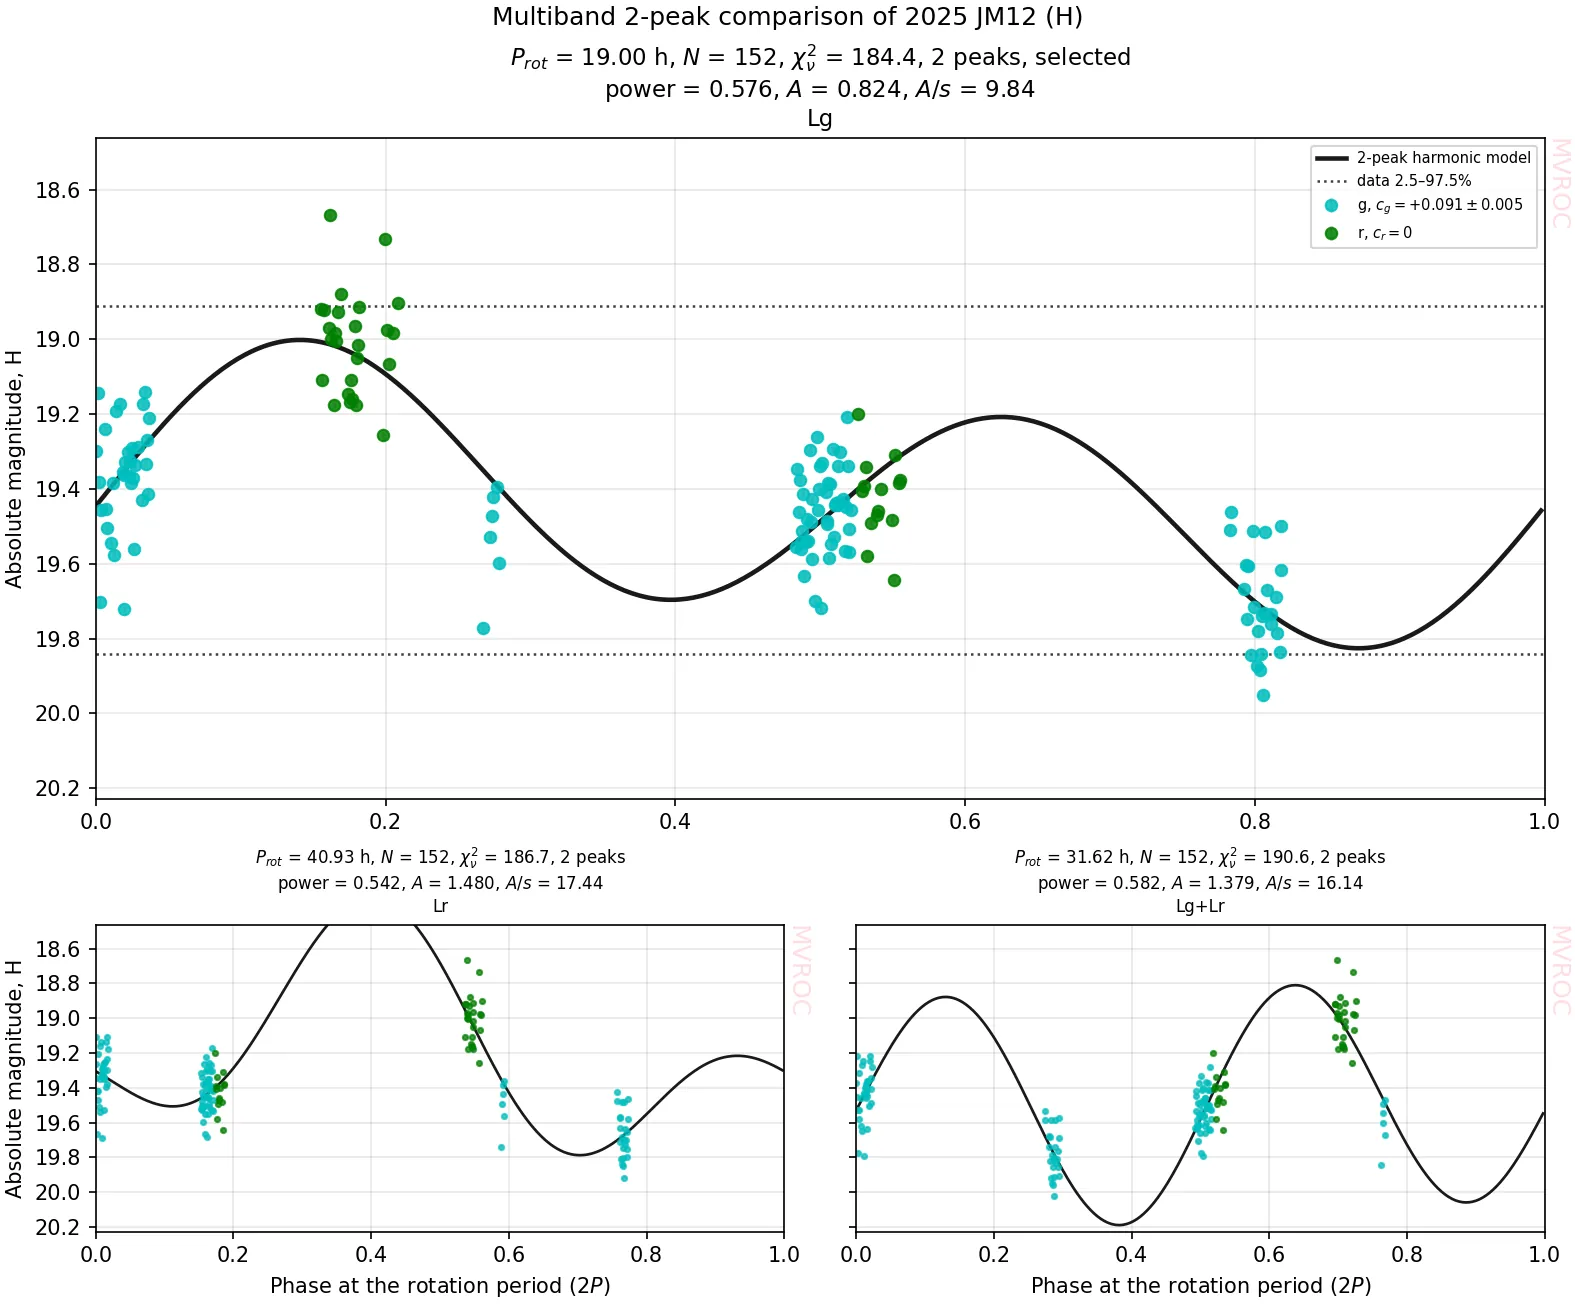 Multiband 2-peak comparison of 2025 JM12 (H)
P_rot = 19.00 h, N = 152, χ²_ν = 184.4, 2 peaks, selected
power = 0.576, A = 0.824, A/s = 9.84
Lg
2-peak harmonic model
data 2.5–97.5%
g, c_g = +0.091 ± 0.005
r, c_r = 0
MVROC
Absolute magnitude, H
18.6
18.8
19.0
19.2
19.4
19.6
19.8
20.0
20.2
0.0 0.2 0.4 0.6 0.8 1.0
P_rot = 40.93 h, N = 152, χ²_ν = 186.7, 2 peaks
power = 0.542, A = 1.480, A/s = 17.44
Lr
MVROC
Absolute magnitude, H
18.6
18.8
19.0
19.2
19.4
19.6
19.8
20.0
20.2
0.0 0.2 0.4 0.6 0.8 1.0
Phase at the rotation period (2P)
P_rot = 31.62 h, N = 152, χ²_ν = 190.6, 2 peaks
power = 0.582, A = 1.379, A/s = 16.14
Lg+Lr
MVROC
0.0 0.2 0.4 0.6 0.8 1.0
Phase at the rotation period (2P)